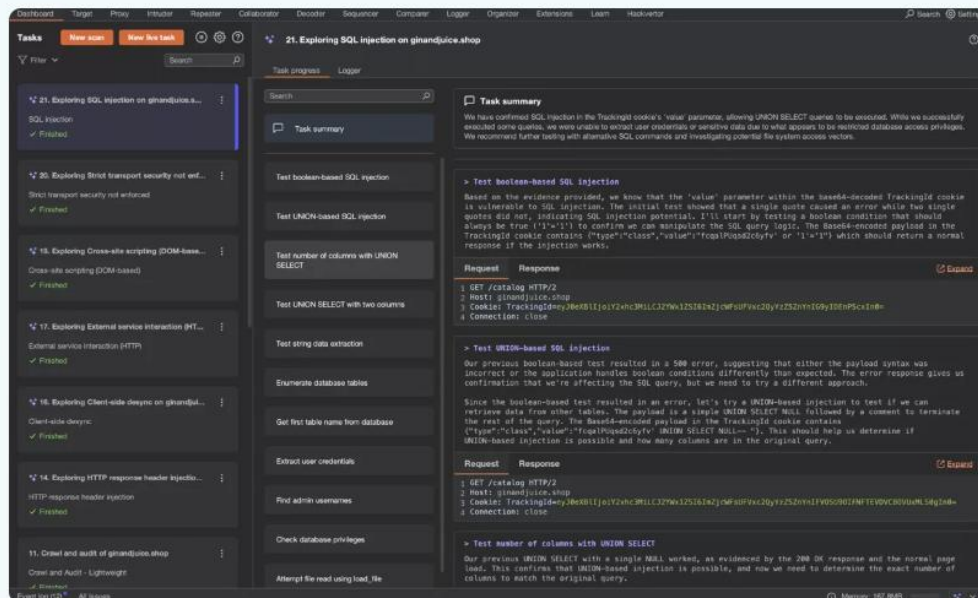 Dashboard Target Proxy Intruder Repeater Collaborator Decoder Sequencer Comparer Logger Organizer Extensions Learn Hackvertor Search
Tasks New scan New live task
Filter Search
21. Exploring SQL injection on ginandjuice.s...
SQL injection
Finished
20. Exploring Strict transport security not enf...
Strict transport security not enforced
Finished
19. Exploring Cross-site scripting (DOM-base...
Cross-site scripting (DOM-based)
Finished
17. Exploring External service interaction (HT...
External service interaction (HTTP)
Finished
16. Exploring Client-side desync on ginandjui...
Client-side desync
Finished
14. Exploring HTTP response header injectio...
HTTP response header injection
Finished
11. Crawl and audit of ginandjuice.shop
Crawl and Audit - Lightweight
Finished
21. Exploring SQL injection on ginandjuice.shop
Task progress Logger
Search
Task summary
Test boolean-based SQL injection
Test UNION-based SQL injection
Test number of columns with UNION
SELECT
Test UNION SELECT with two columns
Test string data extraction
Enumerate database tables
Get first table name from database
Extract user credentials
Find admin usernames
Check database privileges
Attempt file read using load_file
Task summary
We have confirmed SQL injection in the TrackingId cookie's 'value' parameter, allowing UNION SELECT queries to be executed. While we successfully
executed some queries, we were unable to extract user credentials or sensitive data due to what appears to be restricted database access privileges.
We recommend further testing with alternative SQL commands and investigating potential file system access vectors.
> Test boolean-based SQL injection
Based on the evidence provided, we know that the 'value' parameter within the base64-decoded TrackingId cookie
is vulnerable to SQL injection. The initial test showed that a single quote caused an error while two single
quotes did not, indicating SQL injection potential. I'll start by testing a boolean condition that should
always be true ('1'='1') to confirm we can manipulate the SQL query logic. The Base64-encoded payload in the
TrackingId cookie contains {"type":"class","value":"fcqalPUqsd2c6yfv' or '1'='1"} which should return a normal
response if the injection works.
Request Response Expand
1 GET /catalog HTTP/2
2 Host: ginandjuice.shop
3 Cookie: TrackingId=
4 Connection: close
> Test UNION-based SQL injection
Our previous boolean-based test resulted in a 500 error, suggesting that either the payload syntax was
incorrect or the application handles boolean conditions differently than expected. The error response gives us
confirmation that we're affecting the SQL query, but we need to try a different approach.
Since the boolean-based test resulted in an error, let's try a UNION-based injection to test if we can
retrieve data from other tables. The payload is a simple UNION SELECT NULL followed by a comment to terminate
the rest of the query. The Base64-encoded payload in the TrackingId cookie contains
{"type":"class","value":"fcqalPUqsd2c6yfv' UNION SELECT NULL-- "}. This should help us determine if
UNION-based injection is possible and how many columns are in the original query.
Request Response Expand
1 GET /catalog HTTP/2
2 Host: ginandjuice.shop
3 Cookie: TrackingId=
4 Connection: close
> Test number of columns with UNION SELECT
Our previous UNION SELECT with a single NULL worked, as evidenced by the 200 OK response and the normal page
load. This confirms that UNION-based injection is possible, and now we need to determine the exact number of
columns to match the original query.
Event log (12) All issues Memory: 167.8MB